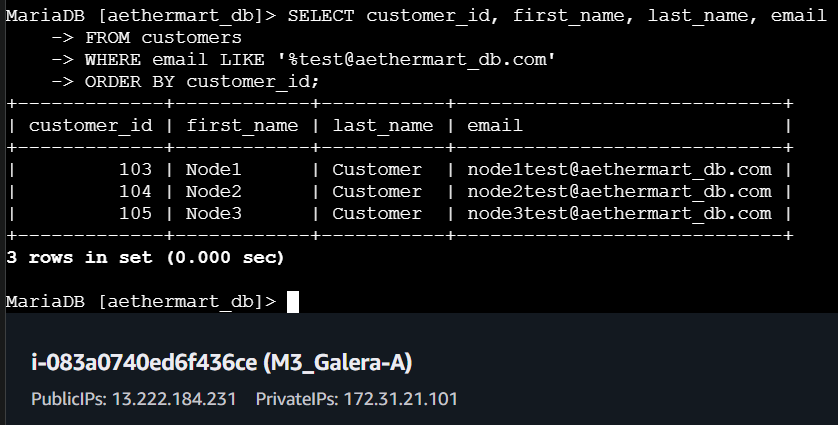 MariaDB [aethermart_db]> SELECT customer_id, first_name, last_name, email
    -> FROM customers
    -> WHERE email LIKE '%test@aethermart_db.com'
    -> ORDER BY customer_id;
+-------------+------------+-----------+-----------------------------+
| customer_id | first_name | last_name | email                       |
+-------------+------------+-----------+-----------------------------+
|         103 | Node1      | Customer  | node1test@aethermart_db.com |
|         104 | Node2      | Customer  | node2test@aethermart_db.com |
|         105 | Node3      | Customer  | node3test@aethermart_db.com |
+-------------+------------+-----------+-----------------------------+
3 rows in set (0.000 sec)
MariaDB [aethermart_db]>
i-083a0740ed6f436ce (M3_Galera-A)
PublicIPs: 13.222.184.231 PrivateIPs: 172.31.21.101